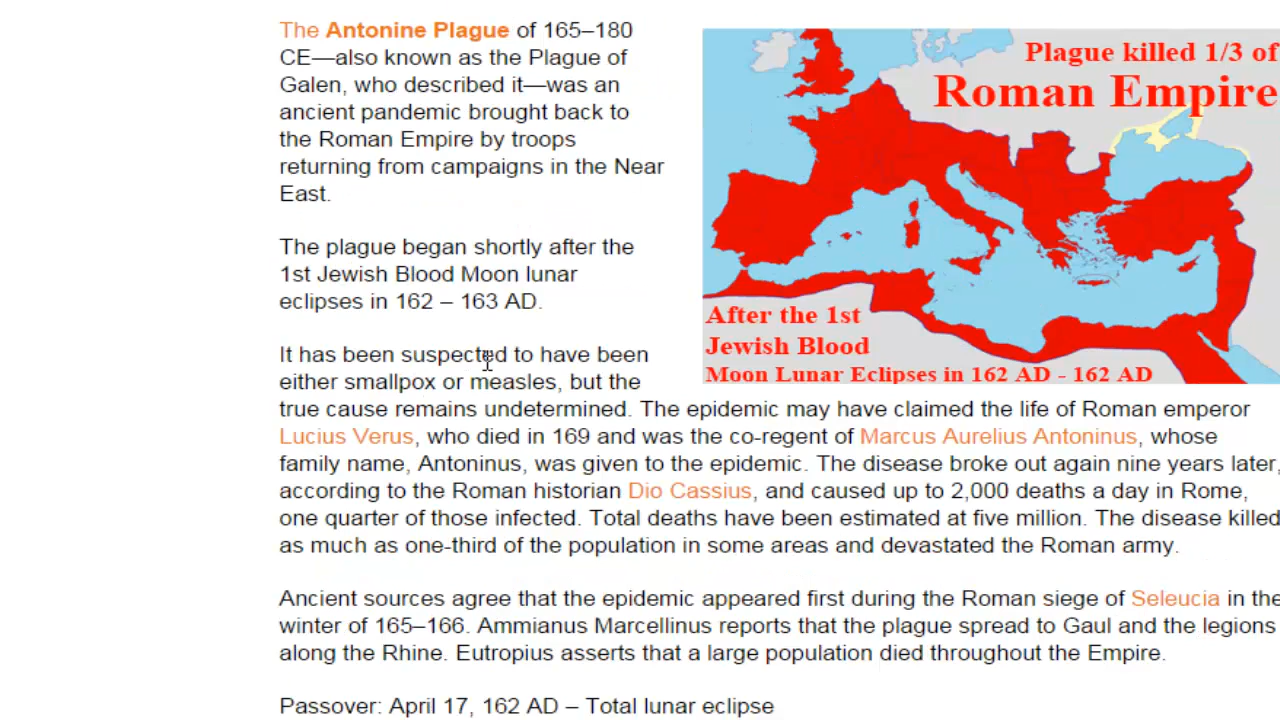 The Antonine Plague of 165–180
CE—also known as the Plague of
Galen, who described it—was an
ancient pandemic brought back to
the Roman Empire by troops
returning from campaigns in the Near
East.
The plague began shortly after the
1st Jewish Blood Moon lunar
eclipses in 162 – 163 AD.
Plague killed 1/3 of
Roman Empire
After the 1st
Jewish Blood
Moon Lunar Eclipses in 162 AD - 162 AD
It has been suspected to have been
either smallpox or measles, but the
true cause remains undetermined. The epidemic may have claimed the life of Roman emperor
Lucius Verus, who died in 169 and was the co-regent of Marcus Aurelius Antoninus, whose
family name, Antoninus, was given to the epidemic. The disease broke out again nine years later,
according to the Roman historian Dio Cassius, and caused up to 2,000 deaths a day in Rome,
one quarter of those infected. Total deaths have been estimated at five million. The disease killed
as much as one-third of the population in some areas and devastated the Roman army.
Ancient sources agree that the epidemic appeared first during the Roman siege of Seleucia in the
winter of 165–166. Ammianus Marcellinus reports that the plague spread to Gaul and the legions
along the Rhine. Eutropius asserts that a large population died throughout the Empire.
Passover: April 17, 162 AD – Total lunar eclipse